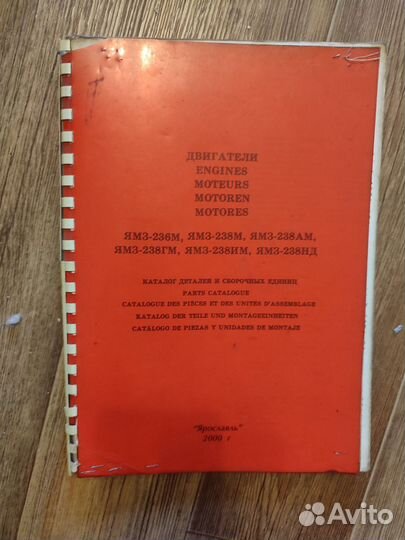 ДВИГАТЕЛИ
ENGINES
MOTEURS
MOTOREN
MOTORES
ЯМЗ-236М, ЯМЗ-238М, ЯМЗ-238АМ,
ЯМЗ-238ГМ, ЯМЗ-238ИМ, ЯМЗ-238НД
КАТАЛОГ ДЕТАЛЕЙ И СБОРОЧНЫХ ЕДИНИЦ
PARTS CATALOGUE
CATALOGUE DES PIÈCES ET DES UNITES D'ASSEMBLAGE
KATALOG DER TEILE UND MONTAGEEINHEITEN
CATÁLOGO DE PIEZAS Y UNIDADES DE MONTAJE
"Ярославль"
2000 г
Avito